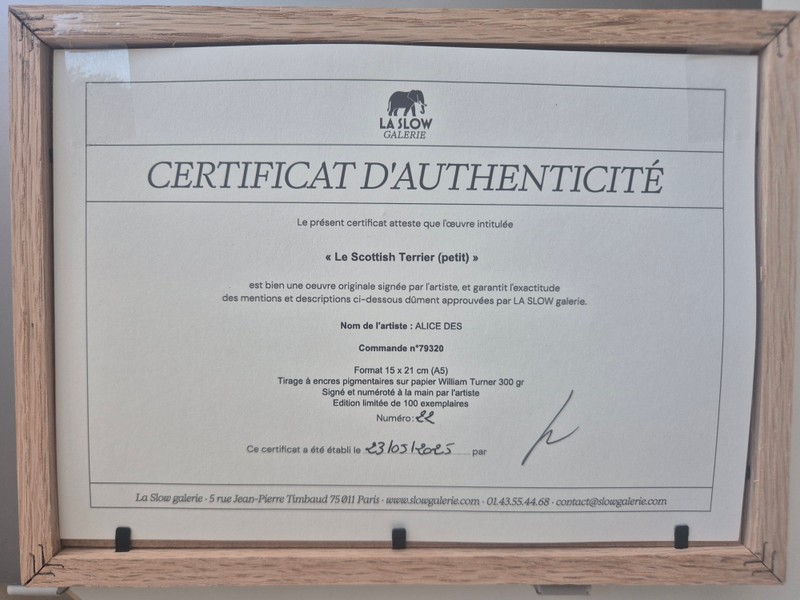 LA SLOW
GALERIE
CERTIFICAT D'AUTHENTICITÉ
Le présent certificat atteste que l'œuvre intitulée
« Le Scottish Terrier (petit) »
est bien une oeuvre originale signée par l'artiste, et garantit l'exactitude
des mentions et descriptions ci-dessous dûment approuvées par LA SLOW galerie.
Nom de l'artiste : ALICE DES
Commande n°79320
Format 15 x 21 cm (A5)
Tirage à encres pigmentaires sur papier William Turner 300 gr
Signé et numéroté à la main par l'artiste
Edition limitée de 100 exemplaires
Numéro: 22
Ce certificat a été établi le 23/05/2025 par
La Slow galerie · 5 rue Jean-Pierre Timbaud 75011 Paris · www.slowgalerie.com · 01.43.55.44.68 · contact@slowgalerie.com